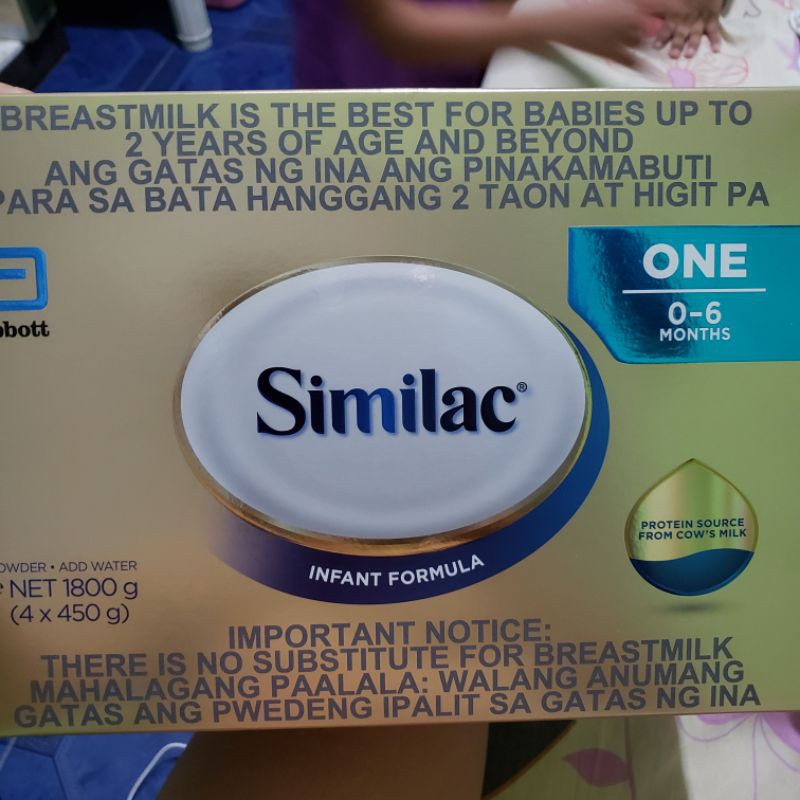 BREASTMILK IS THE BEST FOR BABIES UP TO
2 YEARS OF AGE AND BEYOND
ANG GATAS NG INA ANG PINAKAMABUTI
PARA SA BATA HANGGANG 2 TAON AT HIGIT PA
ONE
0-6
MONTHS
bbott
Similac®
PROTEIN SOURCE
FROM COW'S MILK
INFANT FORMULA
OWDER • ADD WATER
e NET 1800 g
(4 x 450 g)
IMPORTANT NOTICE:
THERE IS NO SUBSTITUTE FOR BREASTMILK
MAHALAGANG PAALALA: WALANG ANUMANG
GATAS ANG PWEDENG IPALIT SA GATAS NG INA